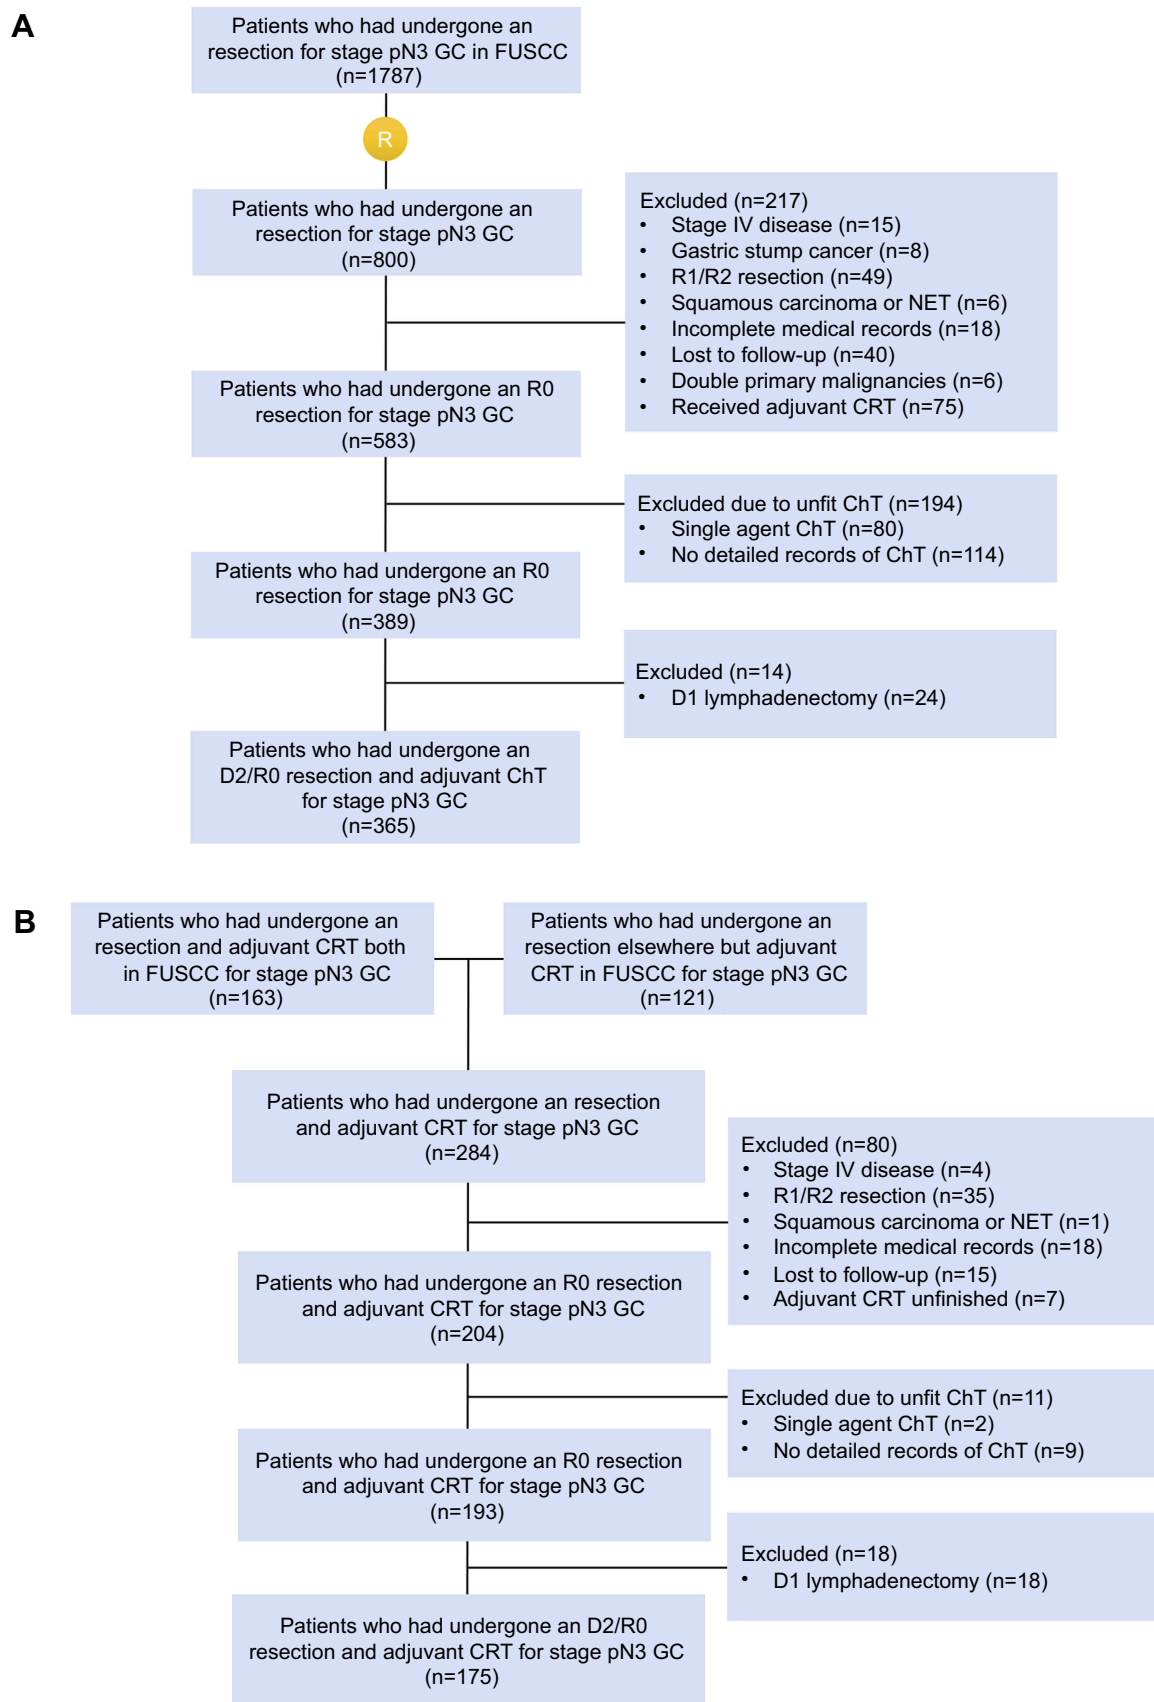 A
Patients who had undergone an
resection for stage pN3 GC in FUSCC
(n=1787)
R
Patients who had undergone an
resection for stage pN3 GC
(n=800)
Excluded (n=217)
• Stage IV disease (n=15)
• Gastric stump cancer (n=8)
• R1/R2 resection (n=49)
• Squamous carcinoma or NET (n=6)
• Incomplete medical records (n=18)
• Lost to follow-up (n=40)
• Double primary malignancies (n=6)
• Received adjuvant CRT (n=75)
Patients who had undergone an R0
resection for stage pN3 GC
(n=583)
Excluded due to unfit ChT (n=194)
• Single agent ChT (n=80)
• No detailed records of ChT (n=114)
Patients who had undergone an R0
resection for stage pN3 GC
(n=389)
Excluded (n=14)
• D1 lymphadenectomy (n=24)
Patients who had undergone an
D2/R0 resection and adjuvant ChT
for stage pN3 GC
(n=365)
B
Patients who had undergone an
resection and adjuvant CRT both
in FUSCC for stage pN3 GC
(n=163)
Patients who had undergone an
resection elsewhere but adjuvant
CRT in FUSCC for stage pN3 GC
(n=121)
Patients who had undergone an resection
and adjuvant CRT for stage pN3 GC
(n=284)
Excluded (n=80)
• Stage IV disease (n=4)
• R1/R2 resection (n=35)
• Squamous carcinoma or NET (n=1)
• Incomplete medical records (n=18)
• Lost to follow-up (n=15)
• Adjuvant CRT unfinished (n=7)
Patients who had undergone an R0 resection
and adjuvant CRT for stage pN3 GC
(n=204)
Excluded due to unfit ChT (n=11)
• Single agent ChT (n=2)
• No detailed records of ChT (n=9)
Patients who had undergone an R0 resection
and adjuvant CRT for stage pN3 GC
(n=193)
Excluded (n=18)
• D1 lymphadenectomy (n=18)
Patients who had undergone an D2/R0
resection and adjuvant CRT for stage pN3 GC
(n=175)